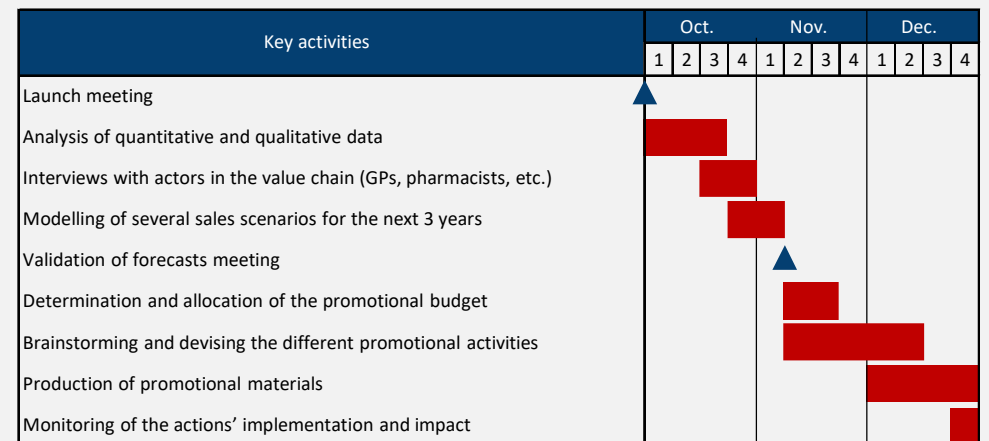 Key activities
Oct. Nov. Dec.
1 2 3 4 1 2 3 4 1 2 3 4
Launch meeting
Analysis of quantitative and qualitative data
Interviews with actors in the value chain (GPs, pharmacists, etc.)
Modelling of several sales scenarios for the next 3 years
Validation of forecasts meeting
Determination and allocation of the promotional budget
Brainstorming and devising the different promotional activities
Production of promotional materials
Monitoring of the actions’ implementation and impact